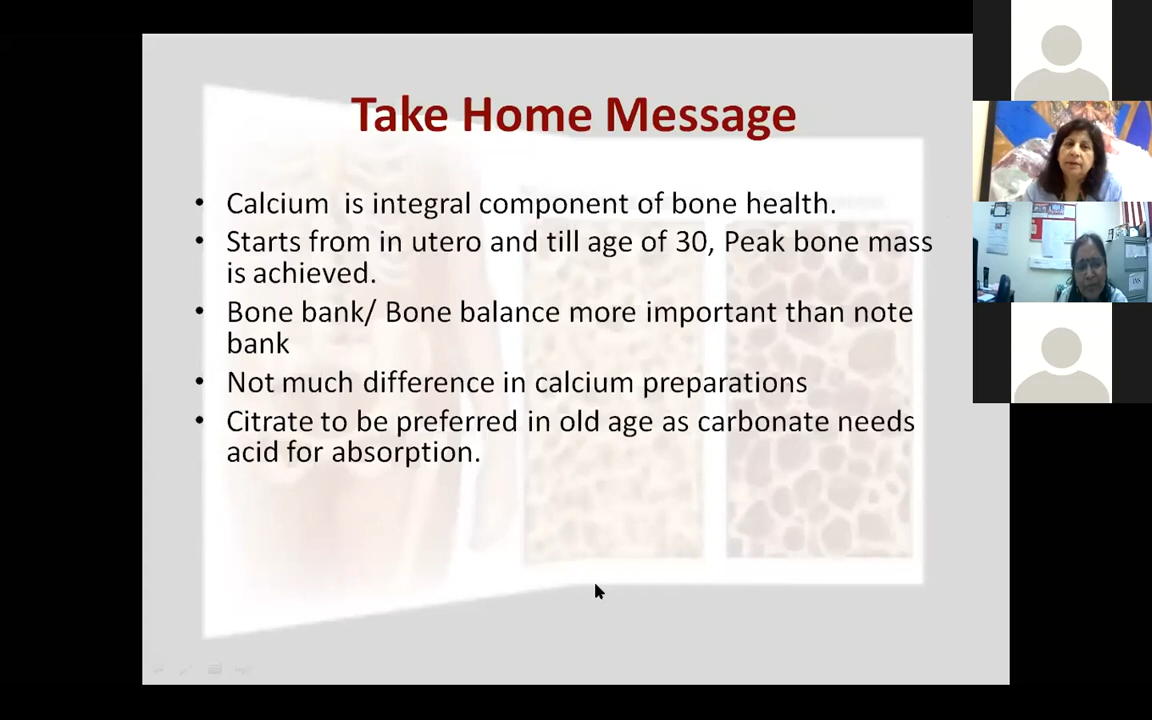 Take Home Message
• Calcium is integral component of bone health.
• Starts from in utero and till age of 30, Peak bone mass
is achieved.
• Bone bank/ Bone balance more important than note
bank
• Not much difference in calcium preparations
• Citrate to be preferred in old age as carbonate needs
acid for absorption.